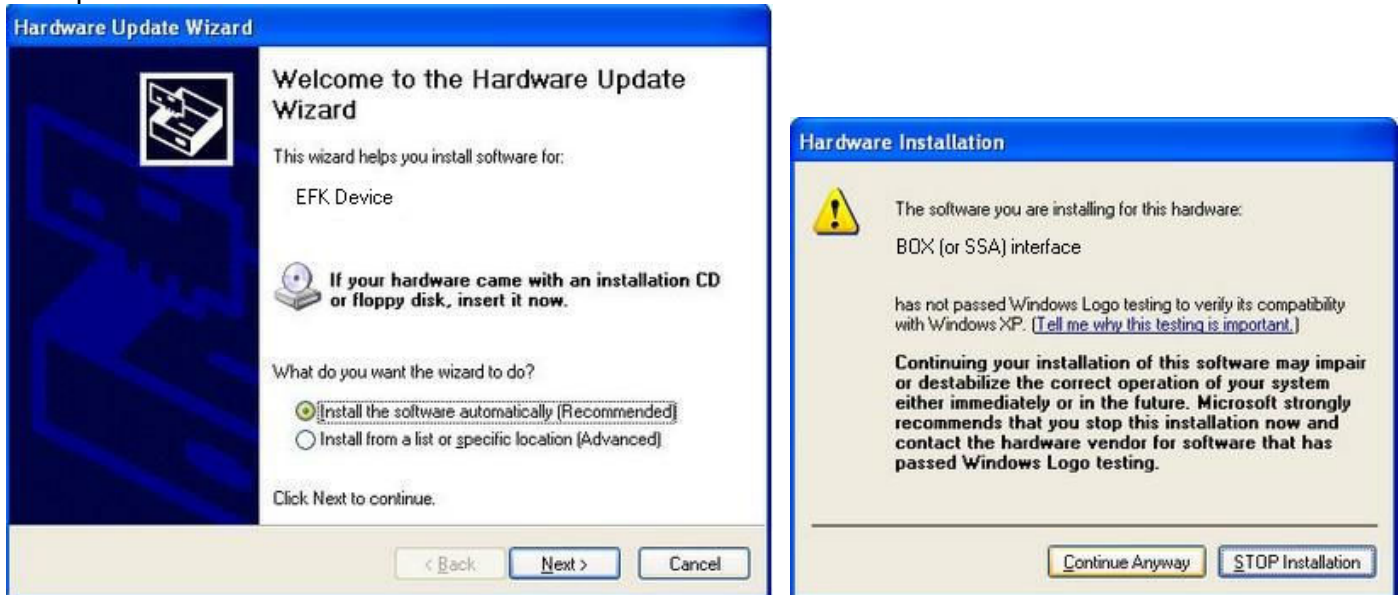 Hardware Update Wizard
Welcome to the Hardware Update
Wizard
This wizard helps you install software for:
EFK Device
If your hardware came with an installation CD
or floppy disk, insert it now.
What do you want the wizard to do?
Install the software automatically (Recommended)
Install from a list or specific location (Advanced)
Click Next to continue.
< Back
Next >
Cancel
Hardware Installation
The software you are installing for this hardware:
BOX (or SSA) interface
has not passed Windows Logo testing to verify its compatibility
with Windows XP. (Tell me why this testing is important.)
Continuing your installation of this software may impair
or destabilize the correct operation of your system
either immediately or in the future. Microsoft strongly
recommends that you stop this installation now and
contact the hardware vendor for software that has
passed Windows Logo testing.
Continue Anyway
STOP Installation